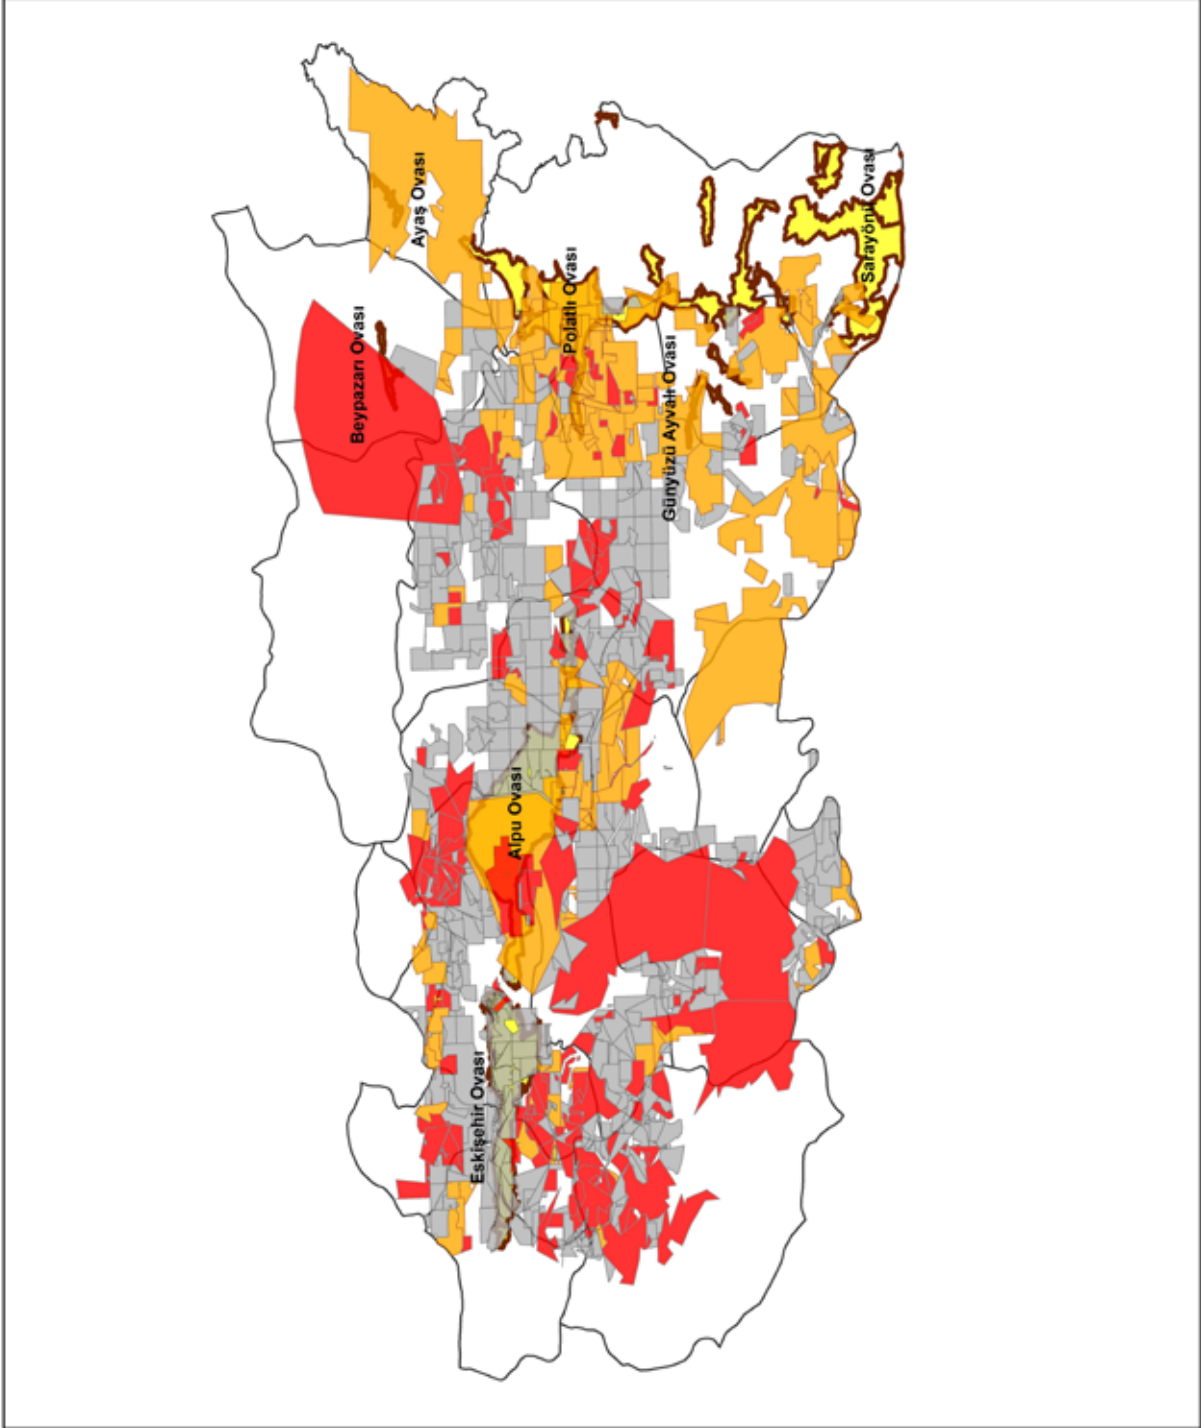 Ayaş Ovası
Beypazarı Ovası
Polatlı Ovası
Sarayönü Ovası
Günyüzü Ayvalı Ovası
Alpu Ovası
Eskişehir Ovası